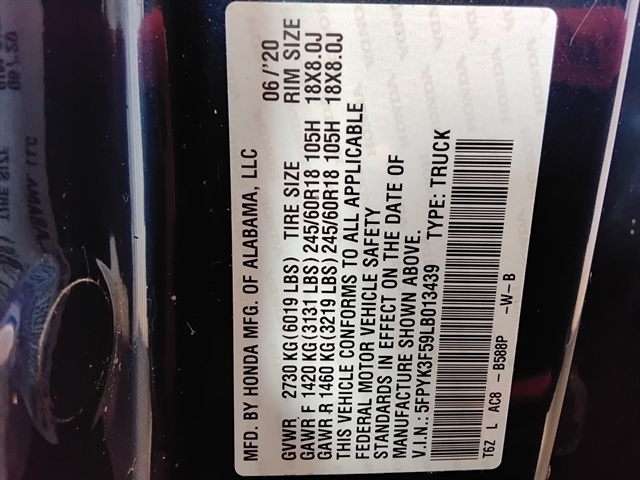 MFD. BY HONDA MFG. OF ALABAMA, LLC 06/'20
GVWR 2730 KG (6019 LBS) TIRE SIZE RIM SIZE
GAWR F 1420 KG (3131 LBS) 245/60R18 105H 18X8.0J
GAWR R 1460 KG (3219 LBS) 245/60R18 105H 18X8.0J
THIS VEHICLE CONFORMS TO ALL APPLICABLE
FEDERAL MOTOR VEHICLE SAFETY
STANDARDS IN EFFECT ON THE DATE OF
MANUFACTURE SHOWN ABOVE.
V.I.N.: 5FPYK3F59LB013439 TYPE: TRUCK
T6Z L AC8 - B588P -W-B